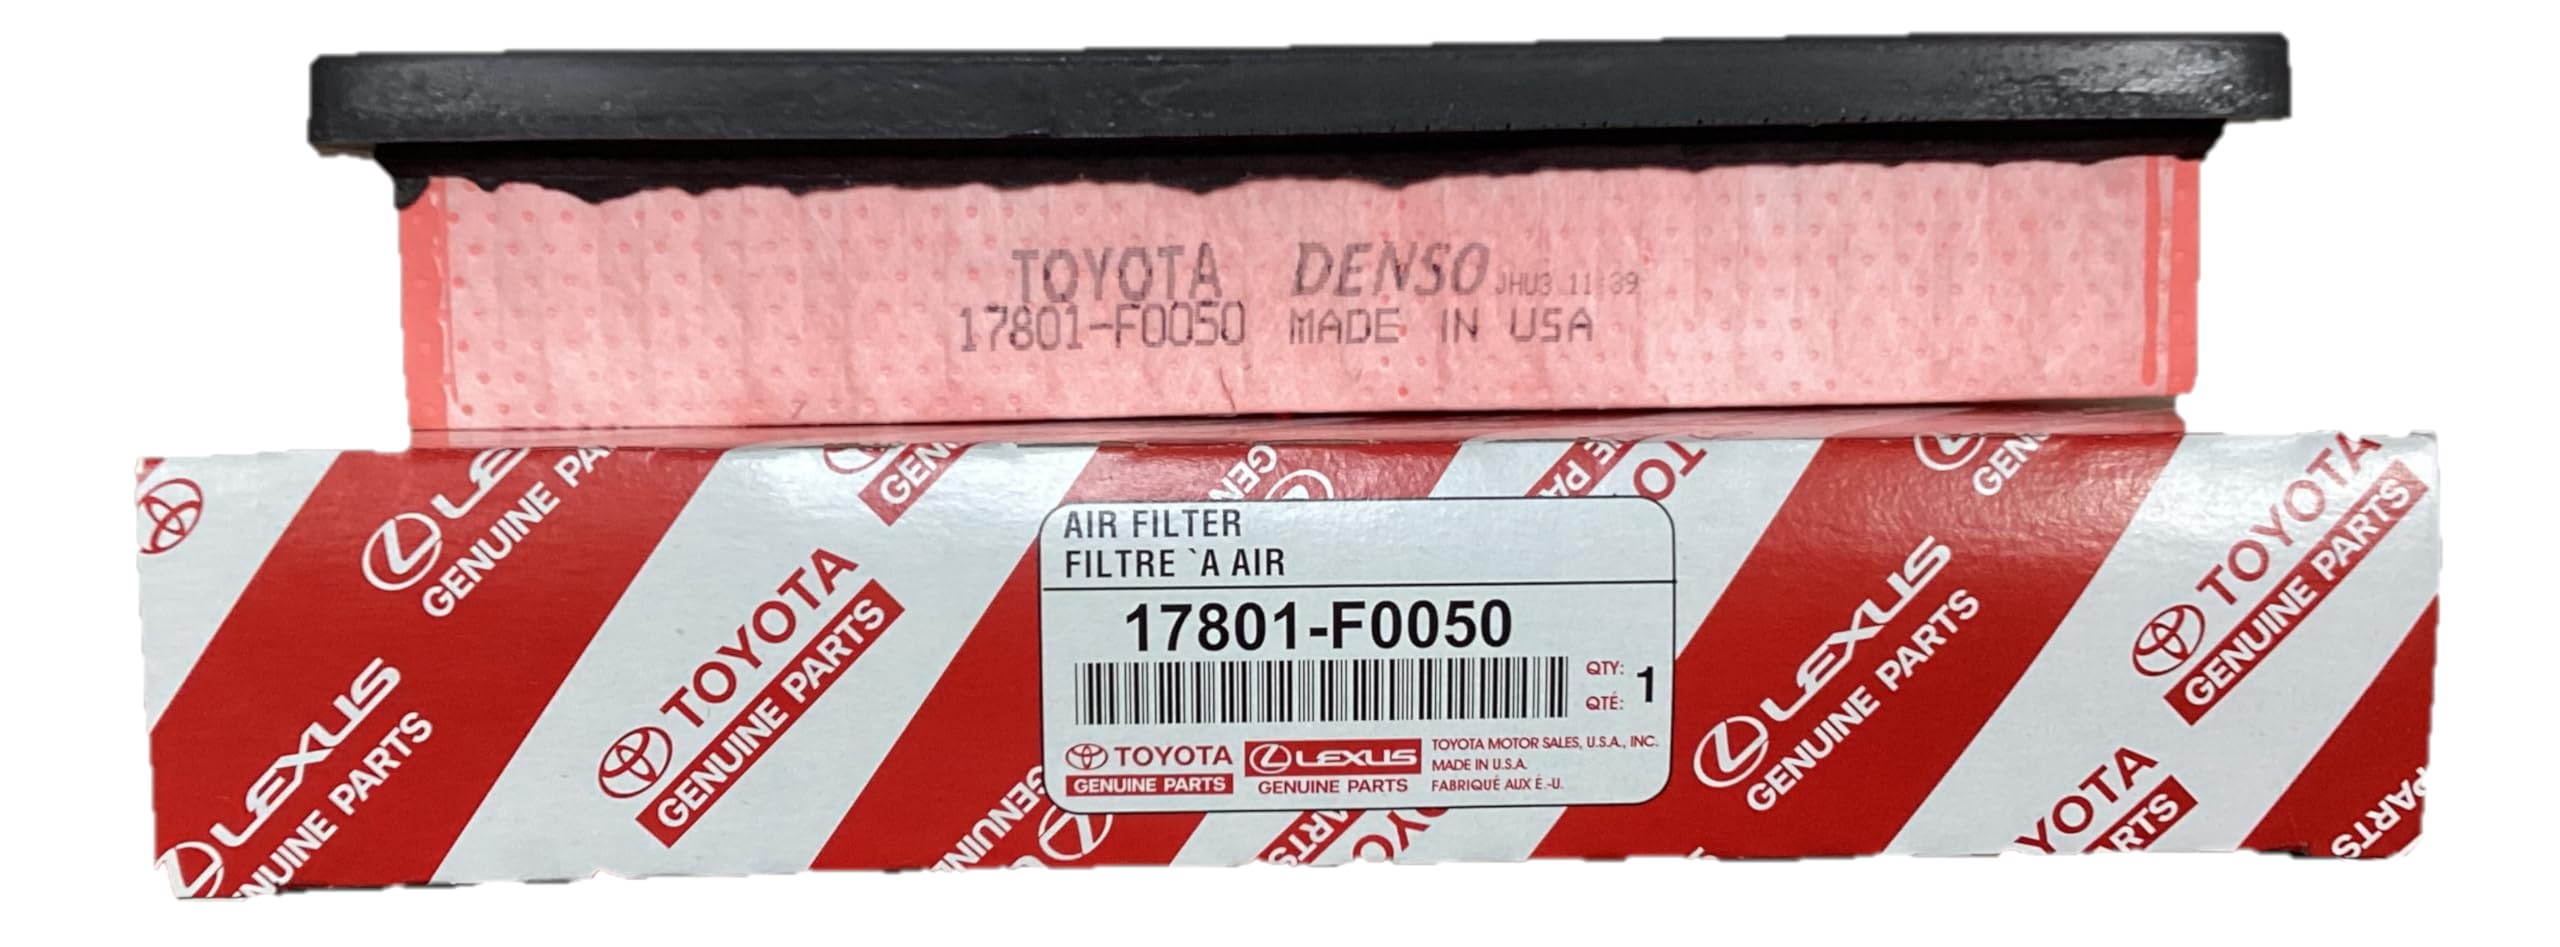 TOYOTA DENSO JHU3 11:39
17801-F0050 MADE IN USA
LEXUS
GENUINE PARTS
TOYOTA
GENUINE PARTS
AIR FILTER
FILTRE `A AIR
17801-F0050
QTY: 1
QTÉ:
TOYOTA
GENUINE PARTS
LEXUS
GENUINE PARTS
TOYOTA MOTOR SALES, U.S.A., INC.
MADE IN U.S.A.
FABRIQUÉ AUX É.-U.
LEXUS
GENUINE PARTS
TOYOTA
GENUINE PARTS